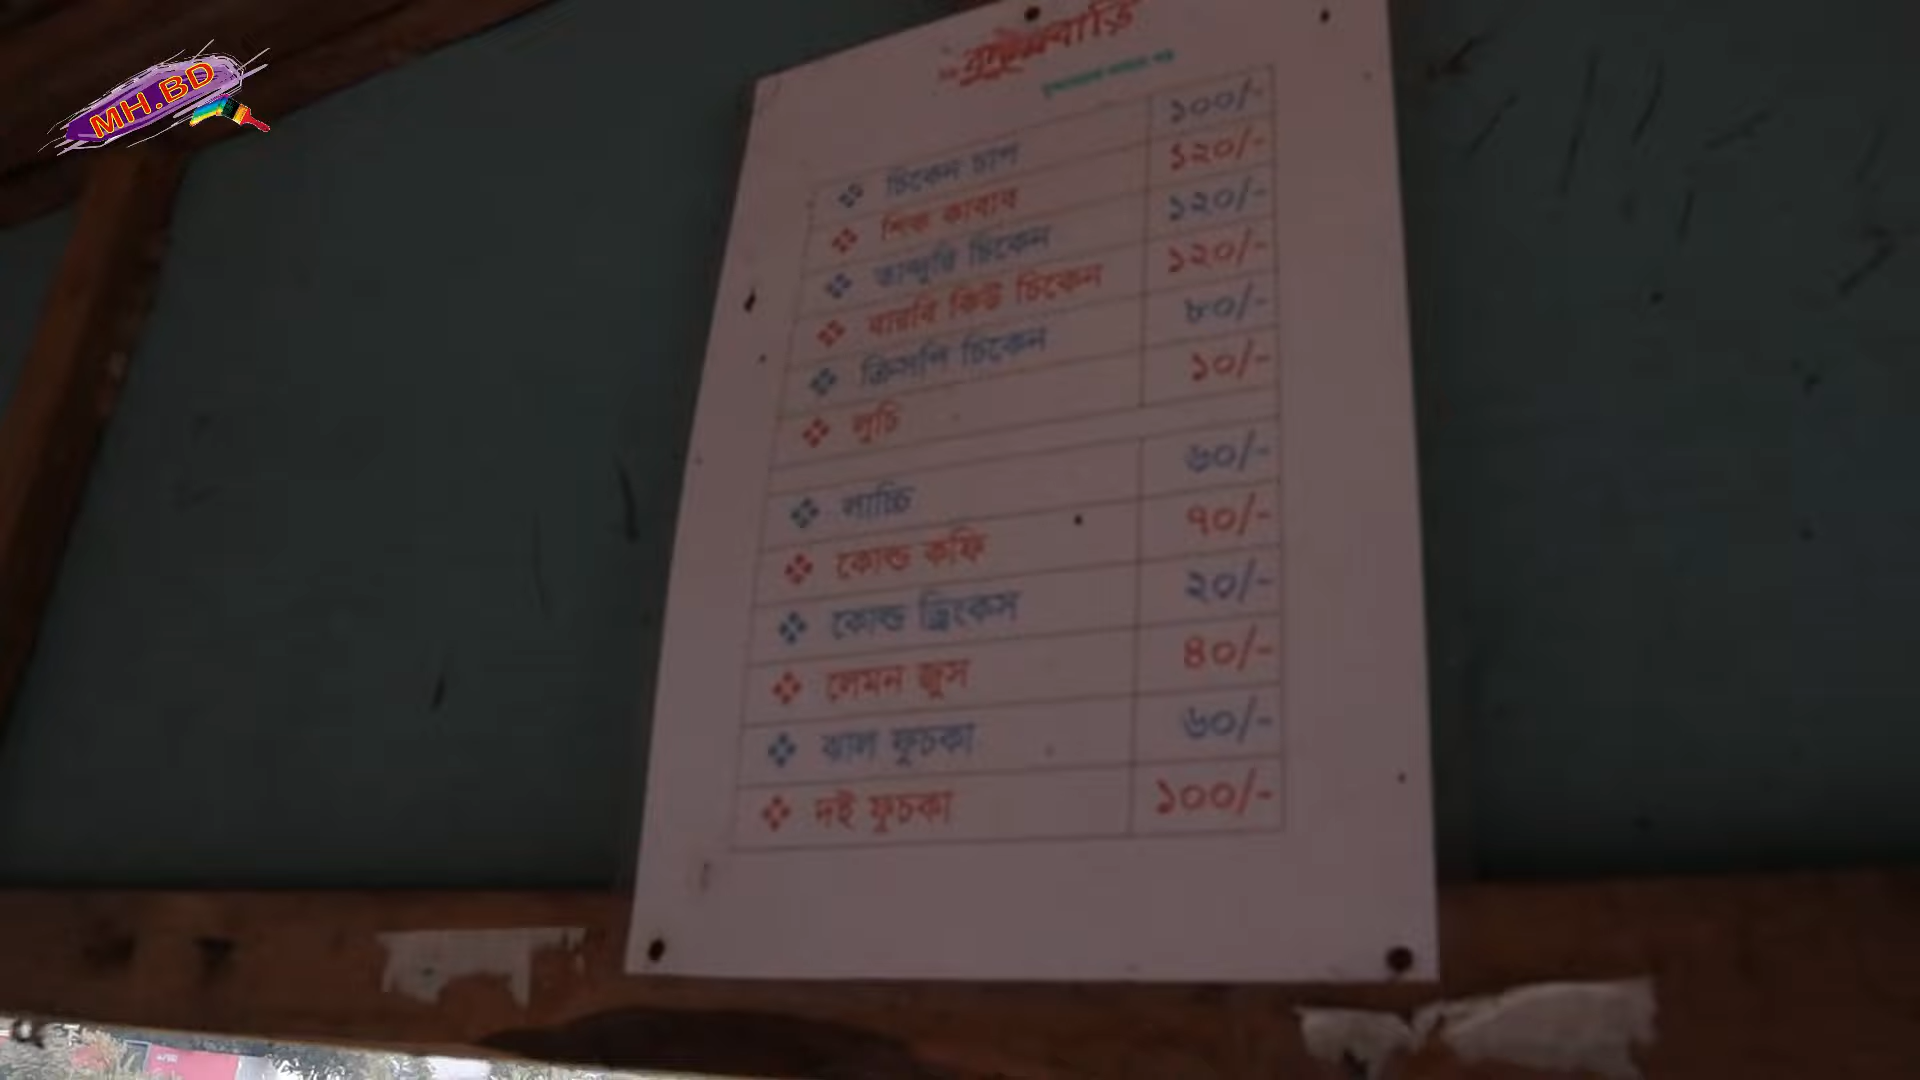 MH.BD
চিকেন চাপ ১০০/-
শিক কাবাব ১২০/-
তান্দুরি চিকেন ১২০/-
বারবি কিউ চিকেন ১২০/-
ক্রিসপি চিকেন ৮০/-
লুচি ১০/-
লাচ্ছি ৬০/-
কোল্ড কফি ৭০/-
কোল্ড ড্রিংকেস ২০/-
লেমন জুস ৪০/-
ঝাল ফুচকা ৬০/-
দই ফুচকা ১০০/-